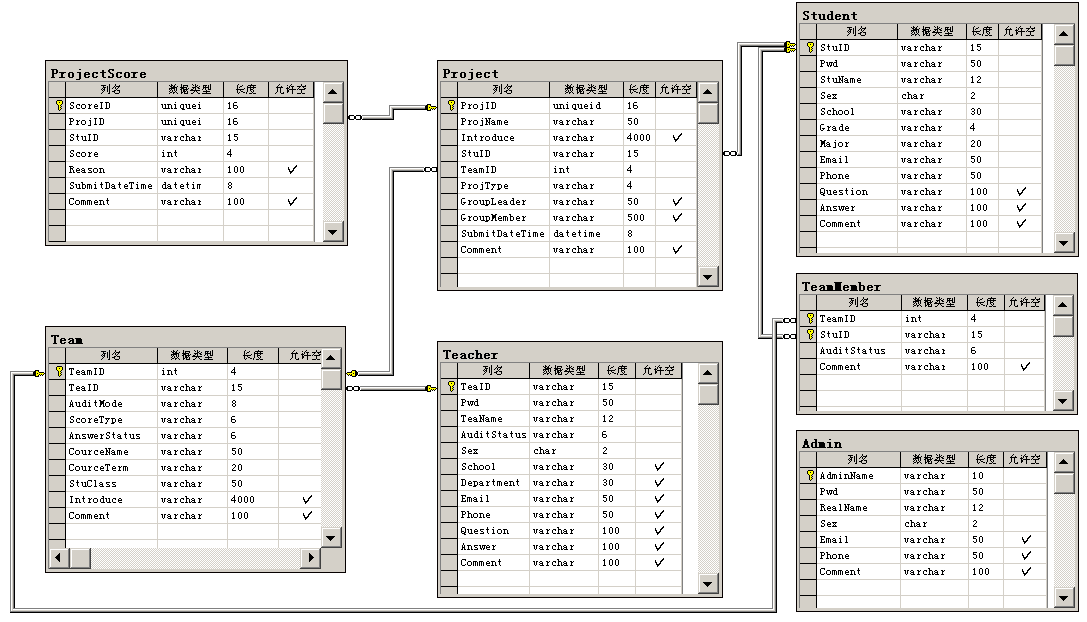 ProjectScore
列名 数据类型 长度 允许空
ScoreID uniquei 16
ProjID uniquei 16
StuID varchar 15
Score int 4
Reason varchar 100
SubmitDateTime datetim 8
Comment varchar 100
Project
列名 数据类型 长度 允许空
ProjID uniqueid 16
ProjName varchar 50
Introduce varchar 4000
StuID varchar 15
TeamID int 4
ProjType varchar 4
GroupLeader varchar 50
GroupMember varchar 500
SubmitDateTime datetime 8
Comment varchar 100
Student
列名 数据类型 长度 允许空
StuID varchar 15
Pwd varchar 50
StuName varchar 12
Sex char 2
School varchar 30
Grade varchar 4
Major varchar 20
Email varchar 50
Phone varchar 50
Question varchar 100
Answer varchar 100
Comment varchar 100
Team
列名 数据类型 长度 允许空
TeamID int 4
TeaID varchar 15
AuditMode varchar 8
ScoreType varchar 6
AnswerStatus varchar 6
CourceName varchar 50
CourceTerm varchar 20
StuClass varchar 50
Introduce varchar 4000
Comment varchar 100
Teacher
列名 数据类型 长度 允许空
TeaID varchar 15
Pwd varchar 50
TeaName varchar 12
AuditStatus varchar 6
Sex char 2
School varchar 30
Department varchar 30
Email varchar 50
Phone varchar 50
Question varchar 100
Answer varchar 100
Comment varchar 100
TeamMember
列名 数据类型 长度 允许空
TeamID int 4
StuID varchar 15
AuditStatus varchar 6
Comment varchar 100
Admin
列名 数据类型 长度 允许空
AdminName varchar 10
Pwd varchar 50
RealName varchar 12
Sex char 2
Email varchar 50
Phone varchar 50
Comment varchar 100